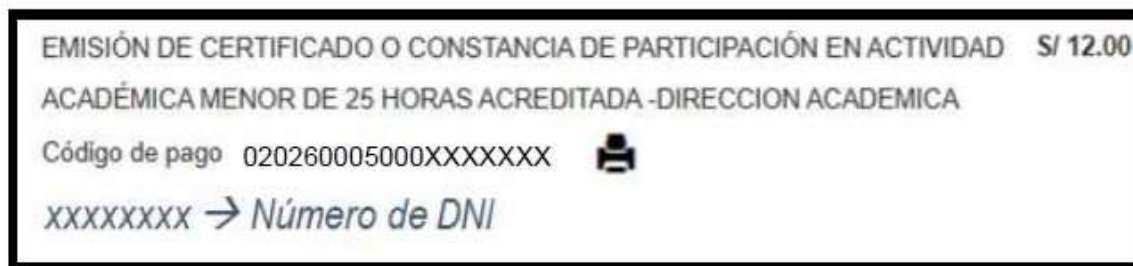 EMISIÓN DE CERTIFICADO O CONSTANCIA DE PARTICIPACIÓN EN ACTIVIDAD S/ 12.00
ACADÉMICA MENOR DE 25 HORAS ACREDITADA -DIRECCION ACADEMICA
Código de pago 020260005000XXXXXXX
xxxxxxxx → Número de DNI